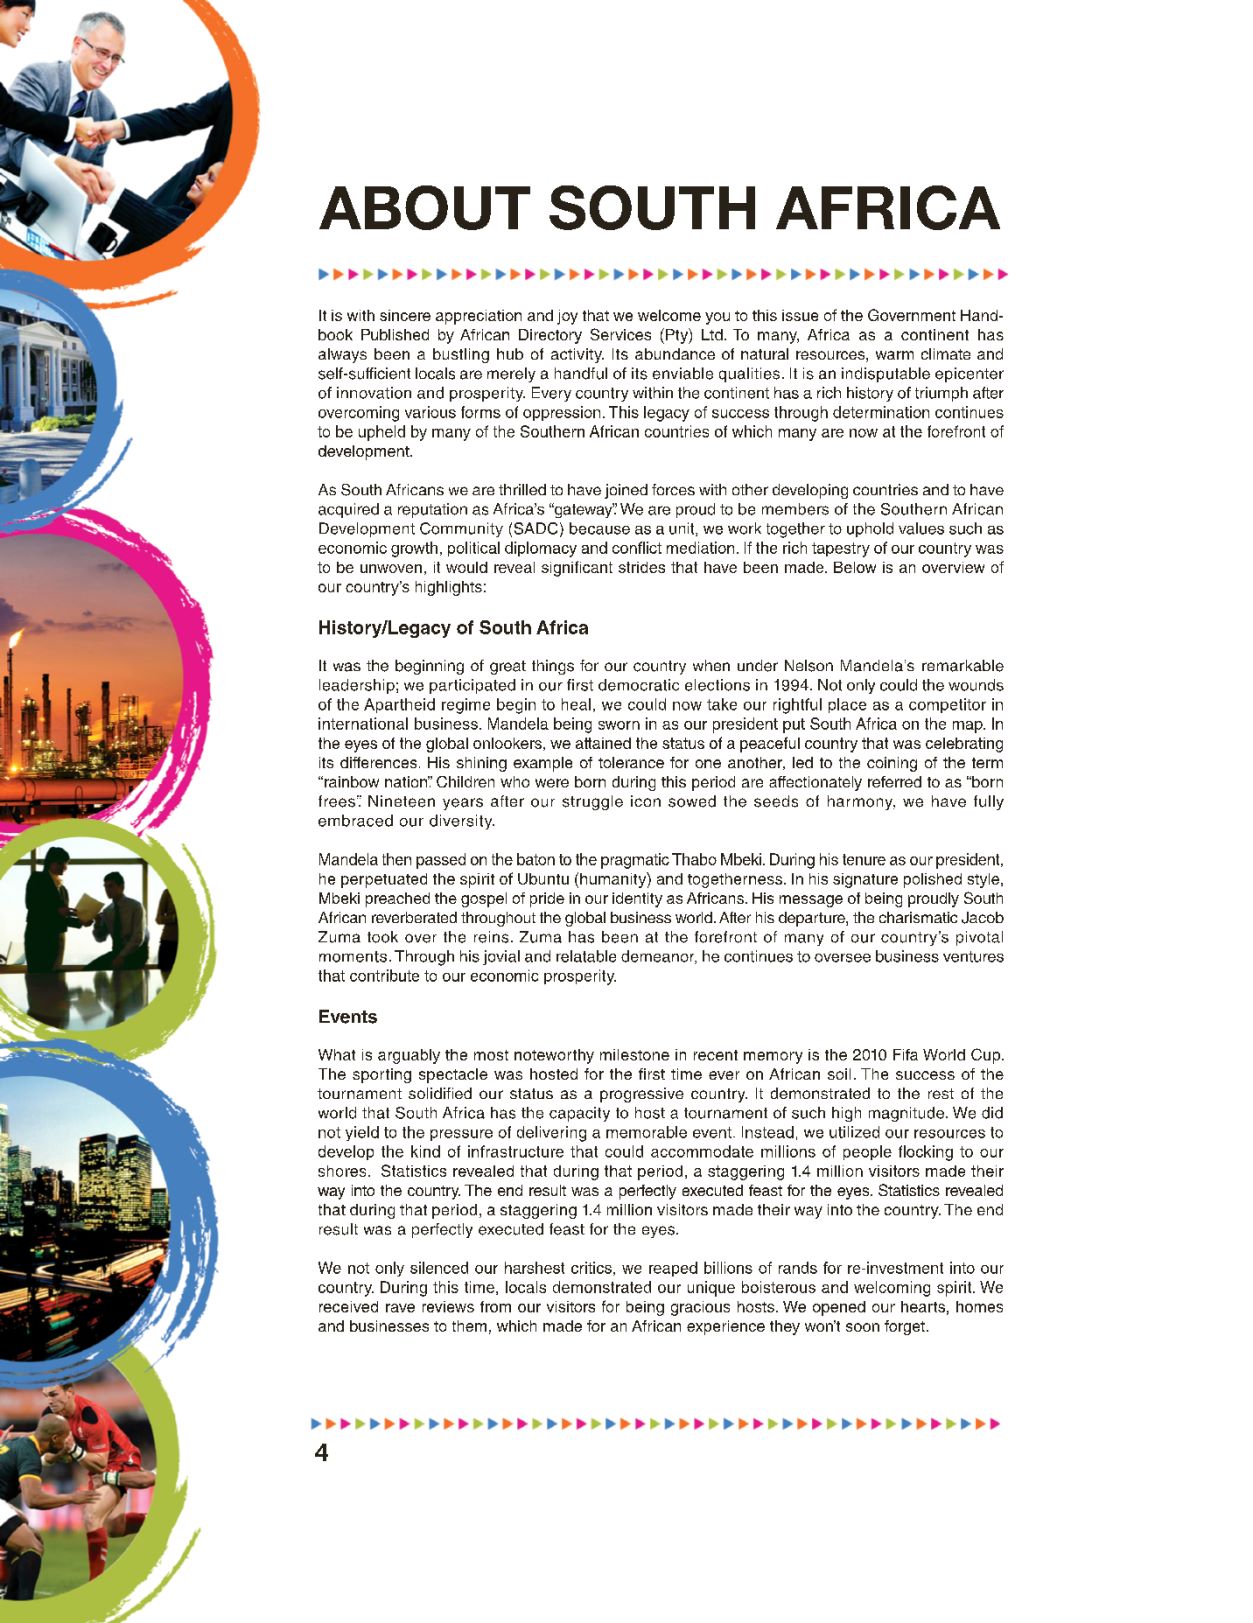 ABOUT SOUTH AFRICA
It is with sincere appreciation and joy that we welcome you to this issue of the Government Hand-
book Published by African Directory Services (Pty) Ltd. To many, Africa as a continent has
always been a bustling hub of activity. Its abundance of natural resources, warm climate and
self-sufficient locals are merely a handful of its enviable qualities. It is an indisputable epicenter
of innovation and prosperity. Every country within the continent has a rich history of triumph after
overcoming various forms of oppression. This legacy of success through determination continues
to be upheld by many of the Southern African countries of which many are now at the forefront of
development.
As South Africans we are thrilled to have joined forces with other developing countries and to have
acquired a reputation as Africa's “gateway”. We are proud to be members of the Southern African
Development Community (SADC) because as a unit, we work together to uphold values such as
economic growth, political diplomacy and conflict mediation. If the rich tapestry of our country was
to be unwoven, it would reveal significant strides that have been made. Below is an overview of
our country's highlights:
History/Legacy of South Africa
It was the beginning of great things for our country when under Nelson Mandela's remarkable
leadership; we participated in our first democratic elections in 1994. Not only could the wounds
of the Apartheid regime begin to heal, we could now take our rightful place as a competitor in
international business. Mandela being sworn in as our president put South Africa on the map. In
the eyes of the global onlookers, we attained the status of a peaceful country that was celebrating
its differences. His shining example of tolerance for one another, led to the coining of the term
“rainbow nation”. Children who were born during this period are affectionately referred to as “born
frees”. Nineteen years after our struggle icon sowed the seeds of harmony, we have fully
embraced our diversity.
Mandela then passed on the baton to the pragmatic Thabo Mbeki. During his tenure as our president,
he perpetuated the spirit of Ubuntu (humanity) and togetherness. In his signature polished style,
Mbeki preached the gospel of pride in our identity as Africans. His message of being proudly South
African reverberated throughout the global business world. After his departure, the charismatic Jacob
Zuma took over the reins. Zuma has been at the forefront of many of our country's pivotal
moments. Through his jovial and relatable demeanor, he continues to oversee business ventures
that contribute to our economic prosperity.
Events
What is arguably the most noteworthy milestone in recent memory is the 2010 Fifa World Cup.
The sporting spectacle was hosted for the first time ever on African soil. The success of the
tournament solidified our status as a progressive country. It demonstrated to the rest of the
world that South Africa has the capacity to host a tournament of such high magnitude. We did
not yield to the pressure of delivering a memorable event. Instead, we utilized our resources to
develop the kind of infrastructure that could accommodate millions of people flocking to our
shores. Statistics revealed that during that period, a staggering 1.4 million visitors made their
way into the country. The end result was a perfectly executed feast for the eyes. Statistics revealed
that during that period, a staggering 1.4 million visitors made their way into the country. The end
result was a perfectly executed feast for the eyes.
We not only silenced our harshest critics, we reaped billions of rands for re-investment into our
country. During this time, locals demonstrated our unique boisterous and welcoming spirit. We
received rave reviews from our visitors for being gracious hosts. We opened our hearts, homes
and businesses to them, which made for an African experience they won't soon forget.
4